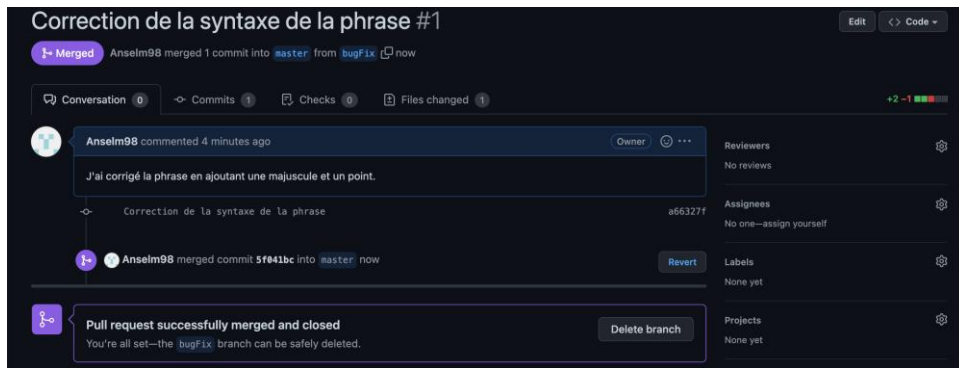 Correction de la syntaxe de la phrase #1
Edit
<> Code
Merged
Anselm98 merged 1 commit into master from bugFix now
Conversation 0
Commits 1
Checks 0
Files changed 1
+2 −1
Anselm98 commented 4 minutes ago
Owner
J'ai corrigé la phrase en ajoutant une majuscule et un point.
Correction de la syntaxe de la phrase
a66327f
Anselm98 merged commit 5f041bc into master now
Revert
Pull request successfully merged and closed
You're all set—the bugFix branch can be safely deleted.
Delete branch
Reviewers
No reviews
Assignees
No one—assign yourself
Labels
None yet
Projects
None yet